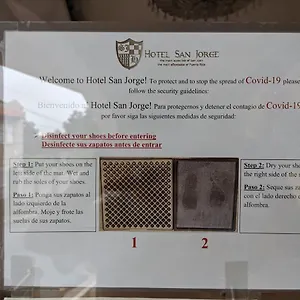 HOTEL SAN JORGE
Welcome to Hotel San Jorge! To protect and to stop the spread of Covid-19 please
follow the security guidelines:
Bienvenido a Hotel San Jorge! Para protegernos y detener el contagio de Covid-19
por favor siga las siguientes medidas de seguridad:
Disinfect your shoes before entering
Desinfecte sus zapatos antes de entrar
Step 1: Put your shoes on the
left side of the mat. Wet and
rub the soles of your shoes.
Paso 1: Ponga sus zapatos al
lado izquierdo de la
alfombra. Moje y frote las
suelas de sus zapatos.
1
2
Step 2: Dry your shoe
the right side of the
Paso 2: Seque sus za
con el lado derecho d
alfombra.